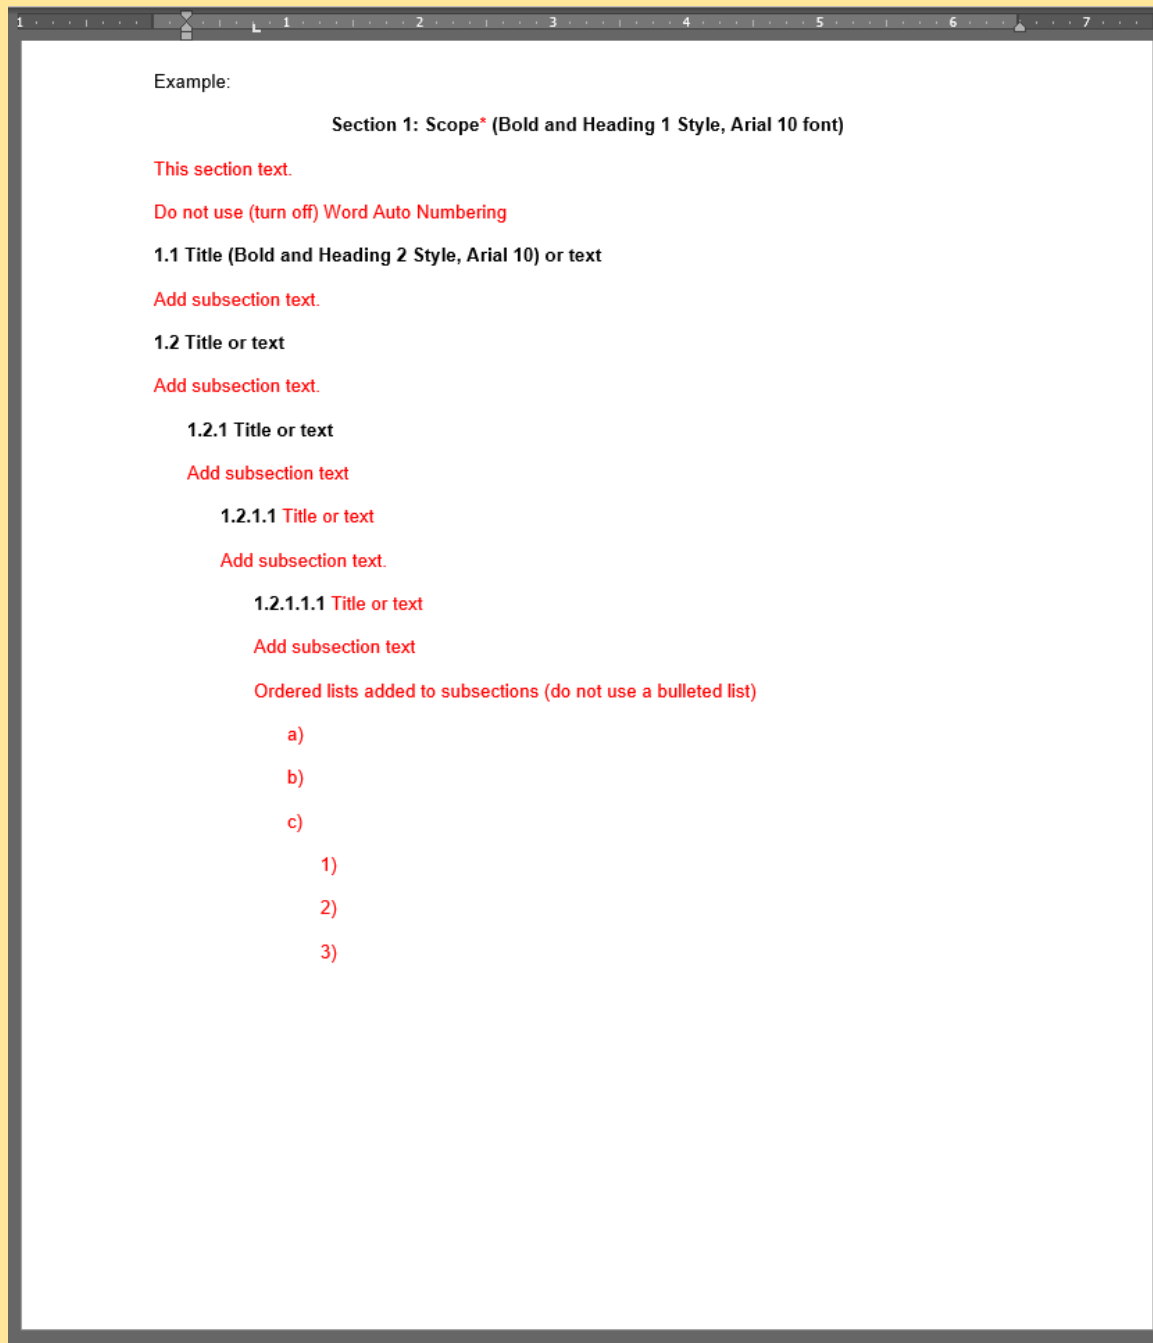 1 1 2 3 4 5 6 7
Example:
Section 1: Scope* (Bold and Heading 1 Style, Arial 10 font)
This section text.
Do not use (turn off) Word Auto Numbering
1.1 Title (Bold and Heading 2 Style, Arial 10) or text
Add subsection text.
1.2 Title or text
Add subsection text.
1.2.1 Title or text
Add subsection text
1.2.1.1 Title or text
Add subsection text.
1.2.1.1.1 Title or text
Add subsection text
Ordered lists added to subsections (do not use a bulleted list)
a)
b)
c)
1)
2)
3)